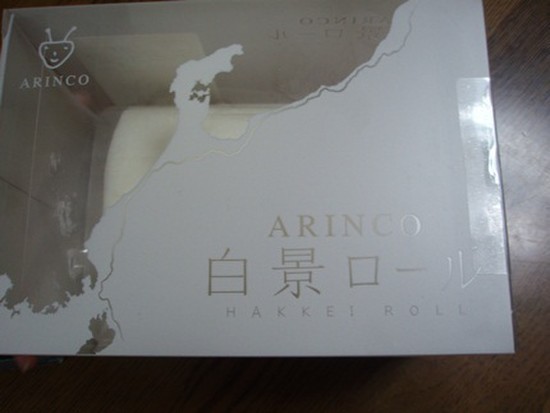 ARINCO
ARINCO
白景ロール
HAKKEI ROLL